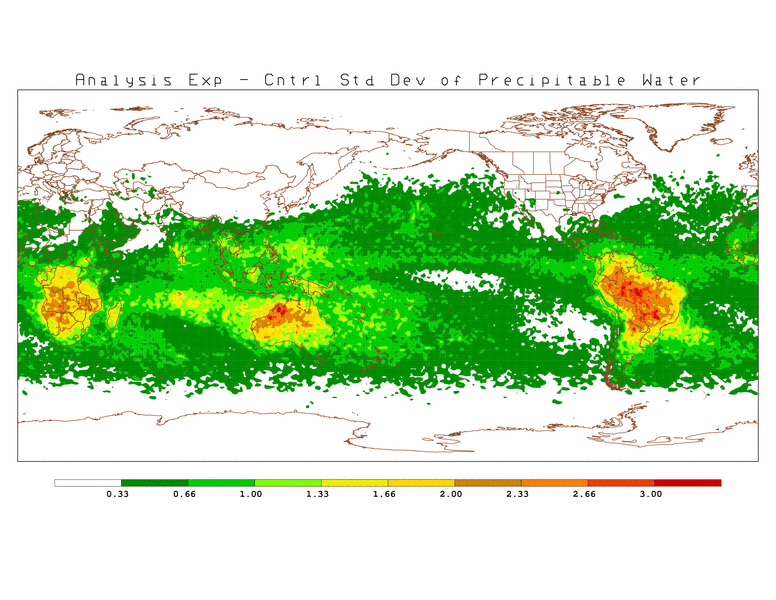 Analysis Exp - Cntrl Std Dev of Precipitable Water
0.33 0.66 1.00 1.33 1.66 2.00 2.33 2.66 3.00